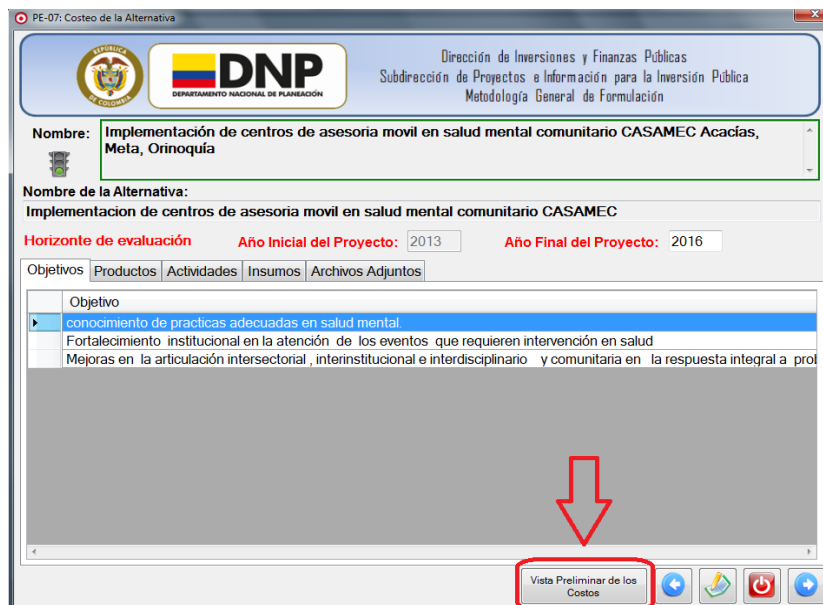 PE-07: Costeo de la Alternativa
REPÚBLICA
DE COLOMBIA
DNP
DEPARTAMENTO NACIONAL DE PLANEACIÓN
Dirección de Inversiones y Finanzas Públicas
Subdirección de Proyectos e Información para la Inversión Pública
Metodología General de Formulación
Nombre:
Implementación de centros de asesoria movil en salud mental comunitario CASAMEC Acacías,
Meta, Orinoquía
Nombre de la Alternativa:
Implementacion de centros de asesoria movil en salud mental comunitario CASAMEC
Horizonte de evaluación Año Inicial del Proyecto: 2013 Año Final del Proyecto: 2016
Objetivos Productos Actividades Insumos Archivos Adjuntos
Objetivo
conocimiento de practicas adecuadas en salud mental.
Fortalecimiento institucional en la atención de los eventos que requieren intervención en salud
Mejoras en la articulación intersectorial , interinstitucional e interdisciplinario y comunitaria en la respuesta integral a prob
Vista Preliminar de los
Costos